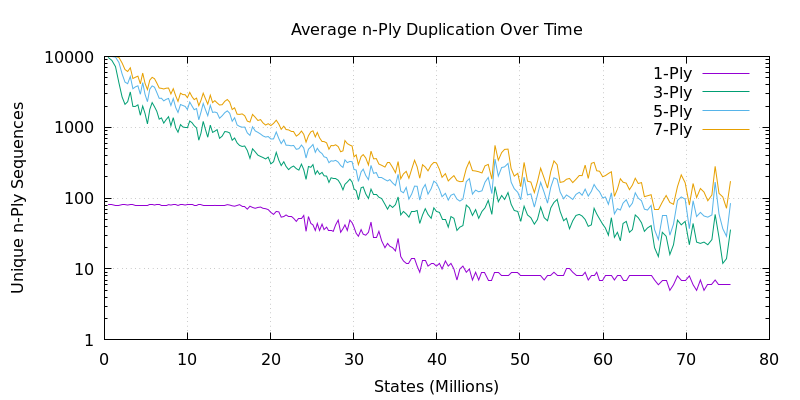 Average n-Ply Duplication Over Time
Unique n-Ply Sequences
10000
1000
100
10
1
1-Ply
3-Ply
5-Ply
7-Ply
0 10 20 30 40 50 60 70 80
States (Millions)